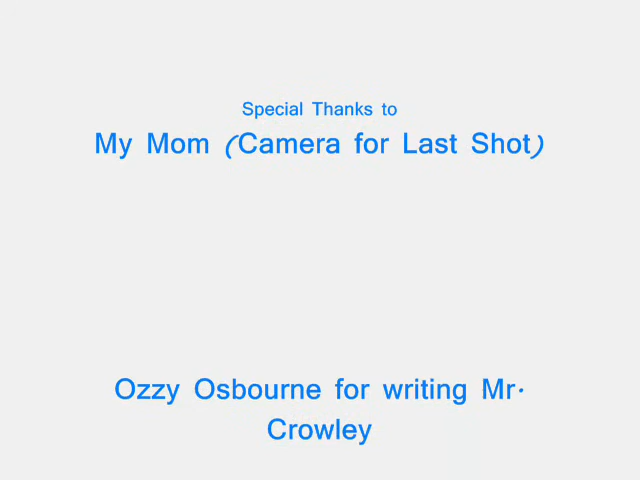 Special Thanks to
My Mom (Camera for Last Shot)
Ozzy Osbourne for writing Mr.
Crowley